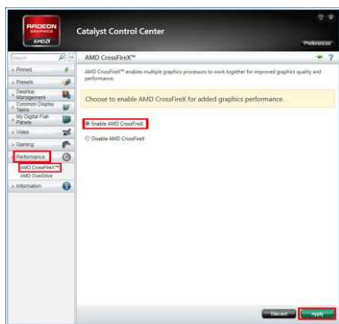 RADEON
GRAPHICS
AMD
Catalyst Control Center
Preferences
Search
Pinned
Presets
Desktop
Management
Common Display
Tasks
My Digital Flat
Panels
Video
Gaming
Performance
AMD CrossFireX™
AMD OverDrive
Information
AMD CrossFireX™
AMD CrossFireX™ enables multiple graphics processors to work together for improved graphics quality and
performance.
Choose to enable AMD CrossFireX for added graphics performance.
Enable AMD CrossFireX
Disable AMD CrossFireX
Discard
Apply